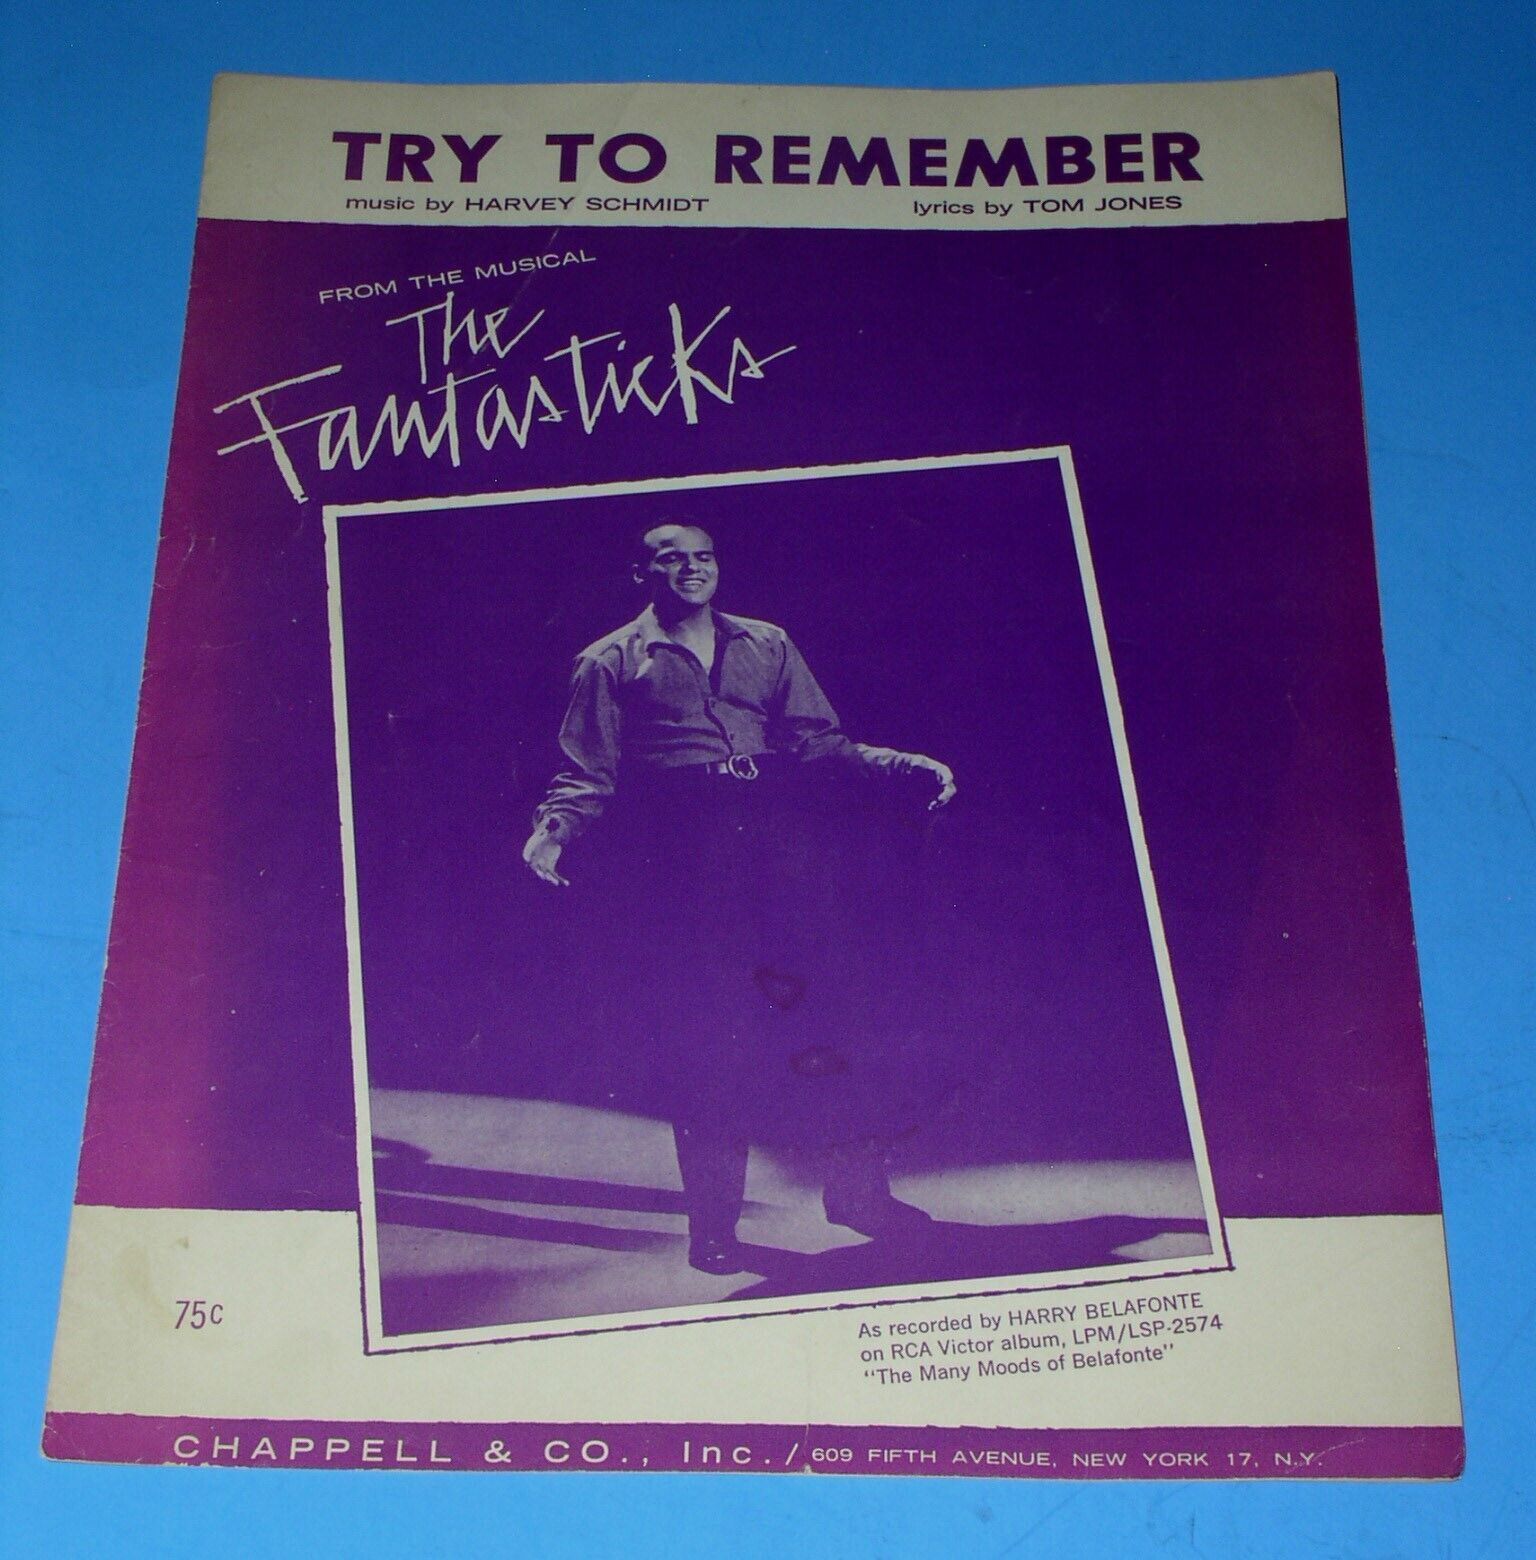 TRY TO REMEMBER
music by HARVEY SCHMIDT lyrics by TOM JONES
FROM THE MUSICAL
The
Fantasticks
75c
As recorded by HARRY BELAFONTE
on RCA Victor album, LPM/LSP-2574
"The Many Moods of Belafonte"
CHAPPELL & CO., Inc./609 FIFTH AVENUE, NEW YORK 17, N.Y.